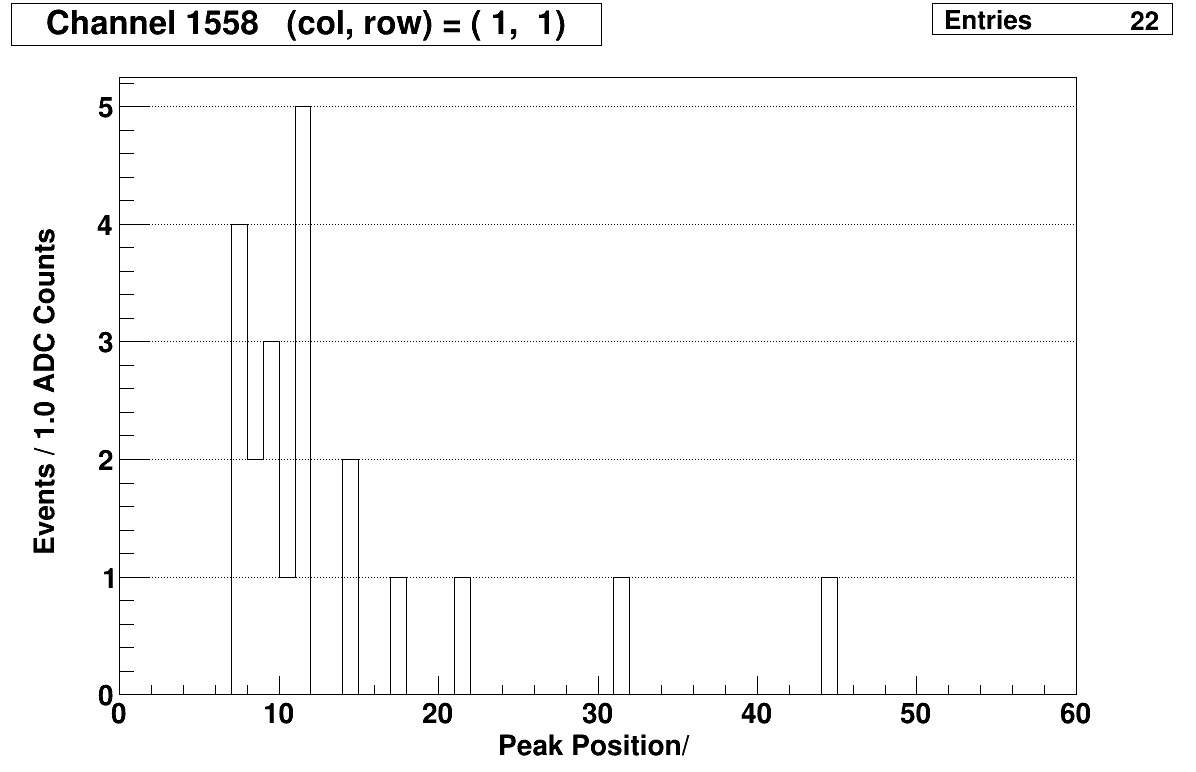 Channel 1558 (col, row) = ( 1, 1)
Entries 22
5
4
3
2
1
0
0 10 20 30 40 50 60
Events / 1.0 ADC Counts
Peak Position/